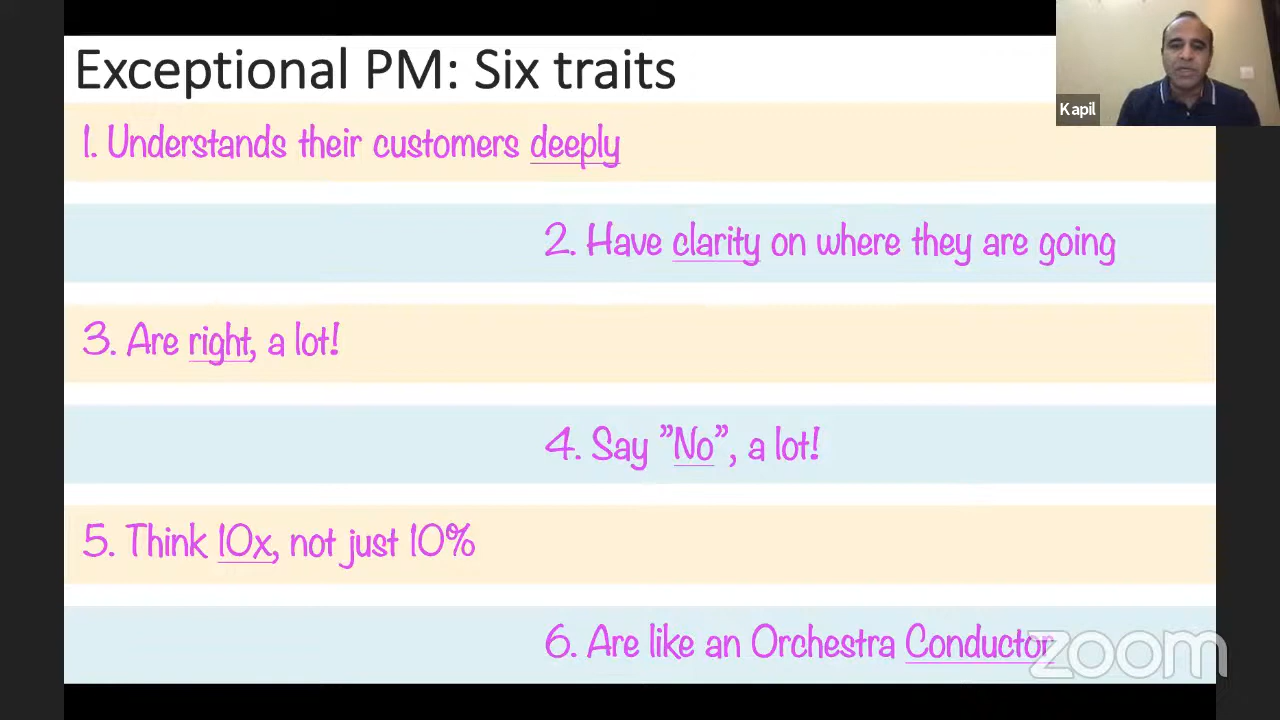 Exceptional PM: Six traits
Kapil
1. Understands their customers deeply
2. Have clarity on where they are going
3. Are right, a lot!
4. Say ”No”, a lot!
5. Think 10x, not just 10%
6. Are like an Orchestra Conductor
zoom